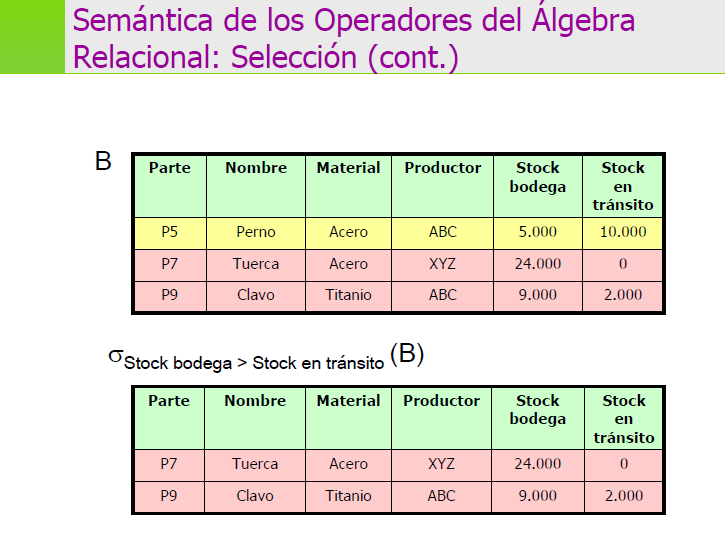 Semántica de los Operadores del Álgebra
Relacional: Selección (cont.)
B
Parte Nombre Material Productor Stock bodega Stock en tránsito
P5 Perno Acero ABC 5.000 10.000
P7 Tuerca Acero XYZ 24.000 0
P9 Clavo Titanio ABC 9.000 2.000
σStock bodega > Stock en tránsito (B)
Parte Nombre Material Productor Stock bodega Stock en tránsito
P7 Tuerca Acero XYZ 24.000 0
P9 Clavo Titanio ABC 9.000 2.000